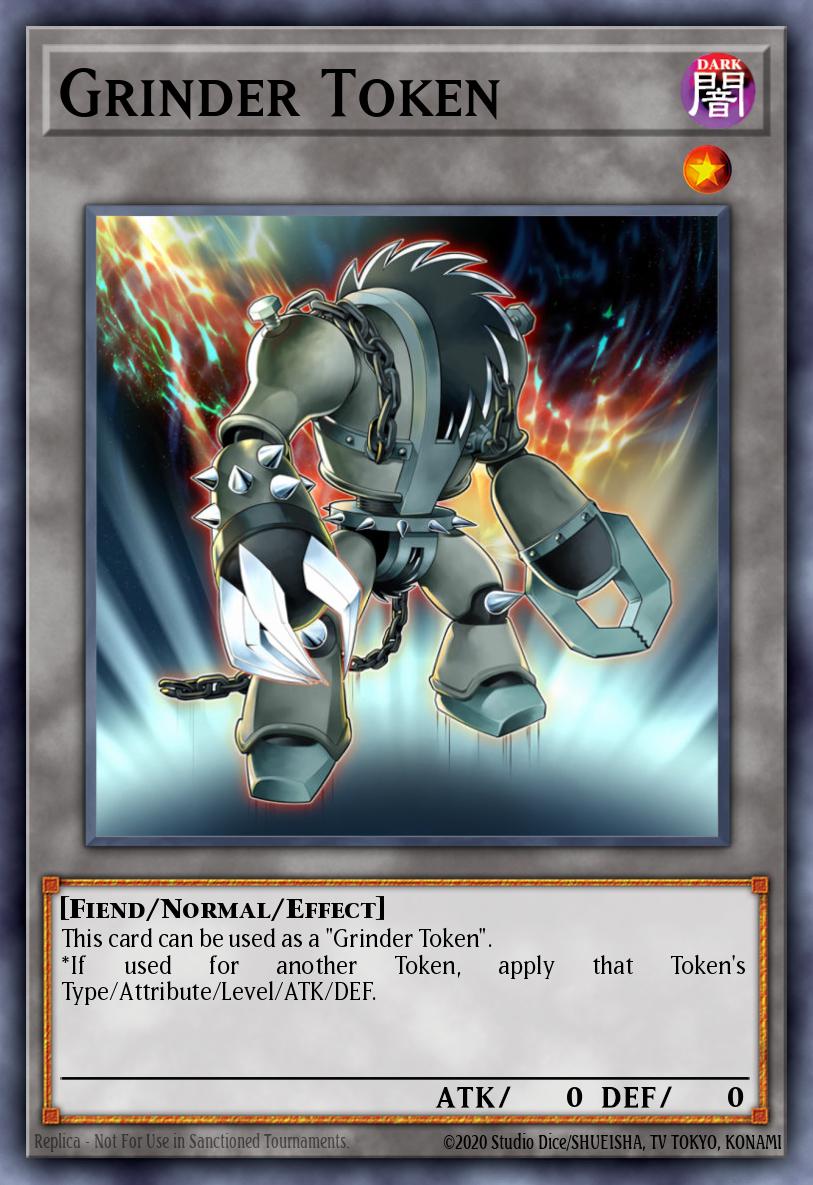 Grinder Token
DARK
闇
[Fiend/Normal/Effect]
This card can be used as a "Grinder Token".
*If used for another Token, apply that Token's
Type/Attribute/Level/ATK/DEF.
ATK/ 0 DEF/ 0
Replica - Not For Use in Sanctioned Tournaments.
©2020 Studio Dice/SHUEISHA, TV TOKYO, KONAMI